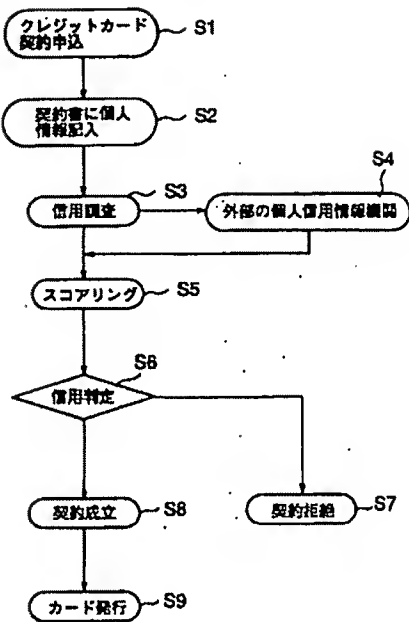 クレジットカード
契約申込
S1
契約書に個人
情報記入
S2
信用調査
S3
外部の個人信用情報機関
S4
スコアリング
S5
信用判定
S6
契約拒絶
S7
契約成立
S8
カード発行
S9